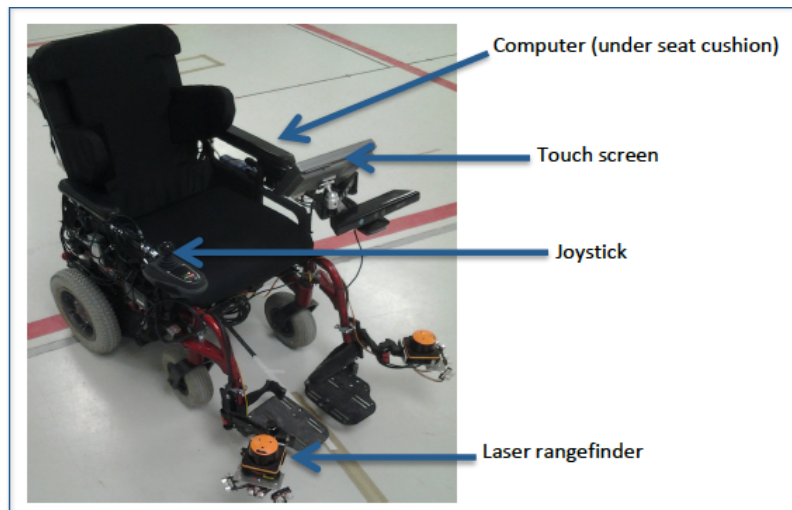 Computer (under seat cushion)
Touch screen
Joystick
Laser rangefinder